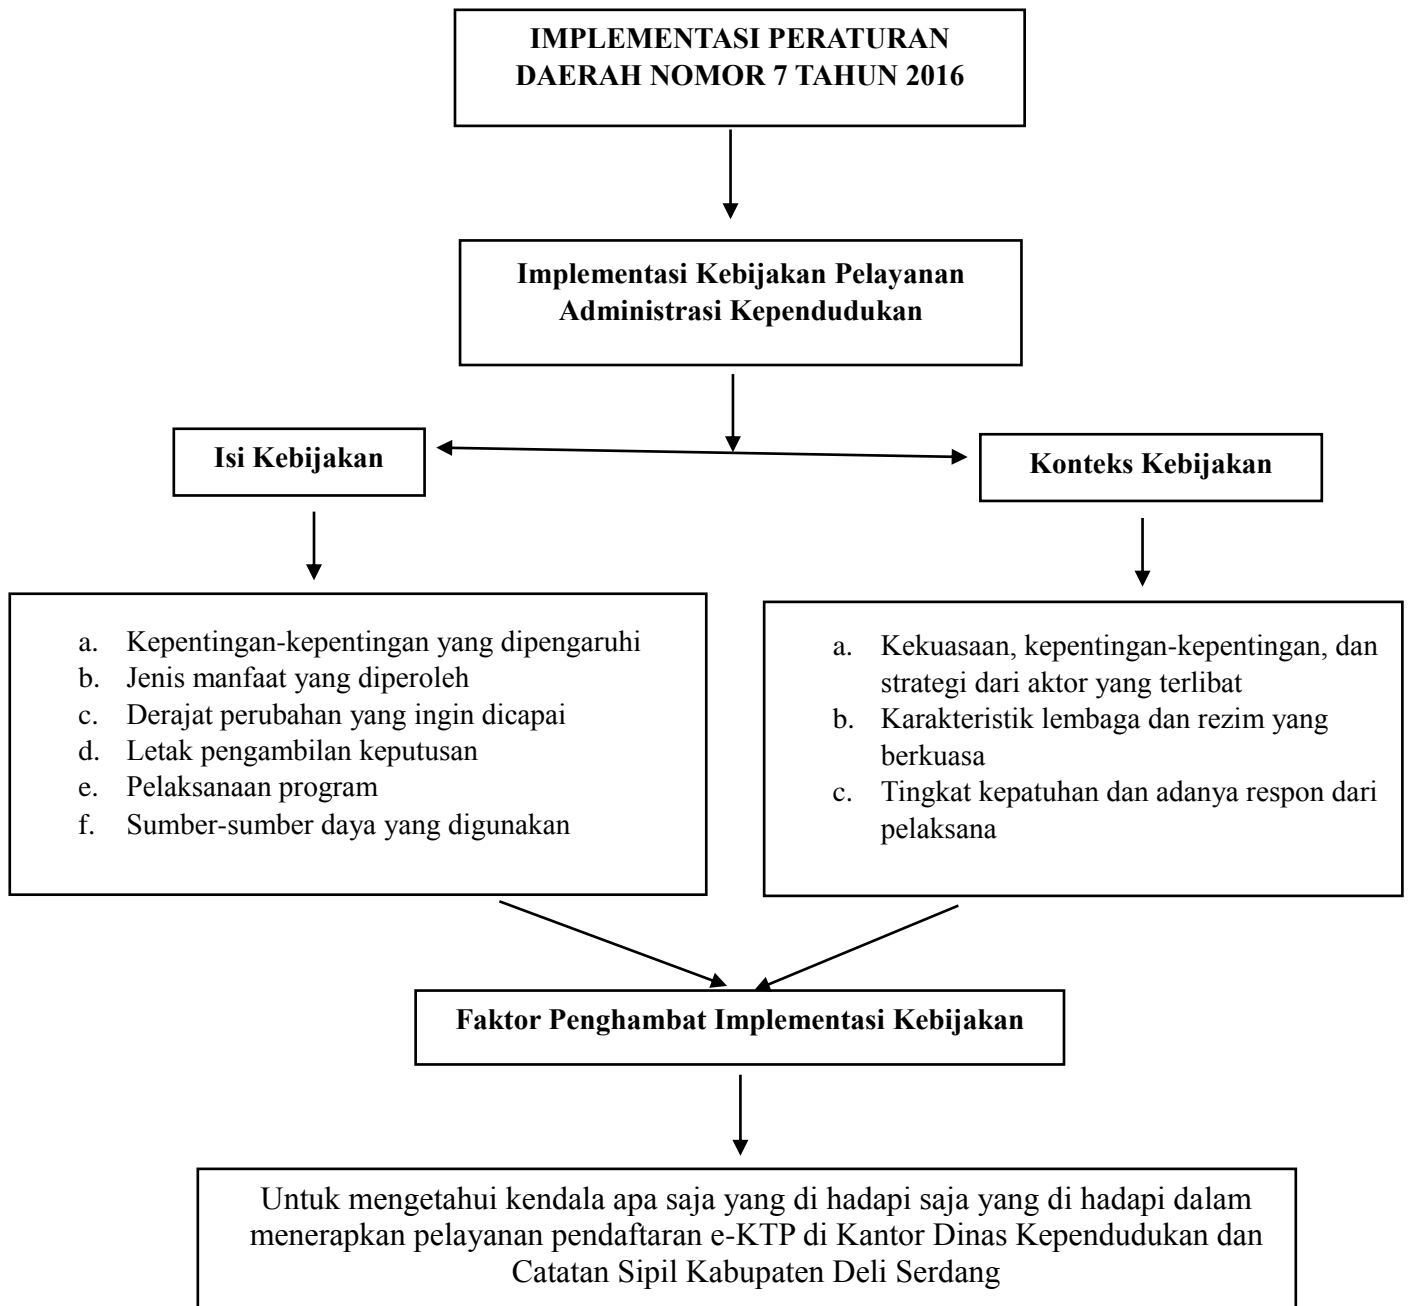 IMPLEMENTASI PERATURAN
DAERAH NOMOR 7 TAHUN 2016
Implementasi Kebijakan Pelayanan
Administrasi Kependudukan
Isi Kebijakan
Konteks Kebijakan
a. Kepentingan-kepentingan yang dipengaruhi
b. Jenis manfaat yang diperoleh
c. Derajat perubahan yang ingin dicapai
d. Letak pengambilan keputusan
e. Pelaksanaan program
f. Sumber-sumber daya yang digunakan
a. Kekuasaan, kepentingan-kepentingan, dan
strategi dari aktor yang terlibat
b. Karakteristik lembaga dan rezim yang
berkuasa
c. Tingkat kepatuhan dan adanya respon dari
pelaksana
Faktor Penghambat Implementasi Kebijakan
Untuk mengetahui kendala apa saja yang di hadapi saja yang di hadapi dalam
menerapkan pelayanan pendaftaran e-KTP di Kantor Dinas Kependudukan dan
Catatan Sipil Kabupaten Deli Serdang